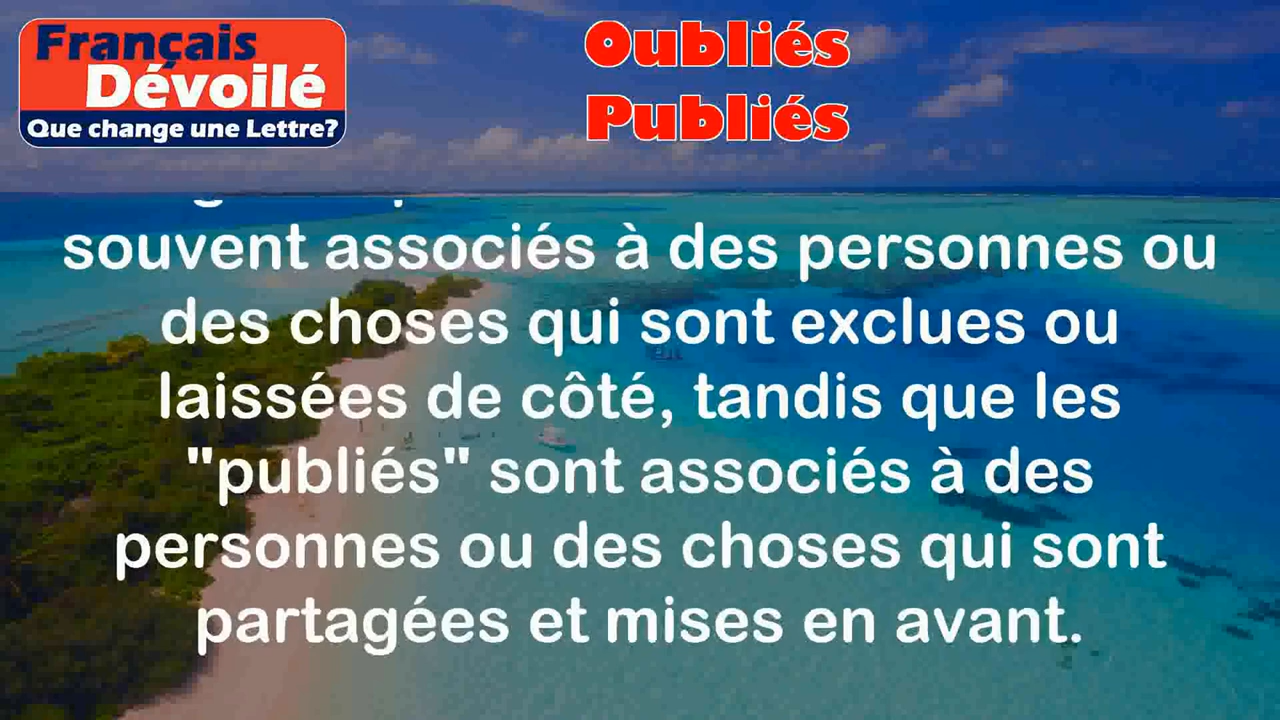 Français
Dévoilé
Que change une Lettre?
Oubliés
Publiés
souvent associés à des personnes ou
des choses qui sont exclues ou
laissées de côté, tandis que les
"publiés" sont associés à des
personnes ou des choses qui sont
partagées et mises en avant.